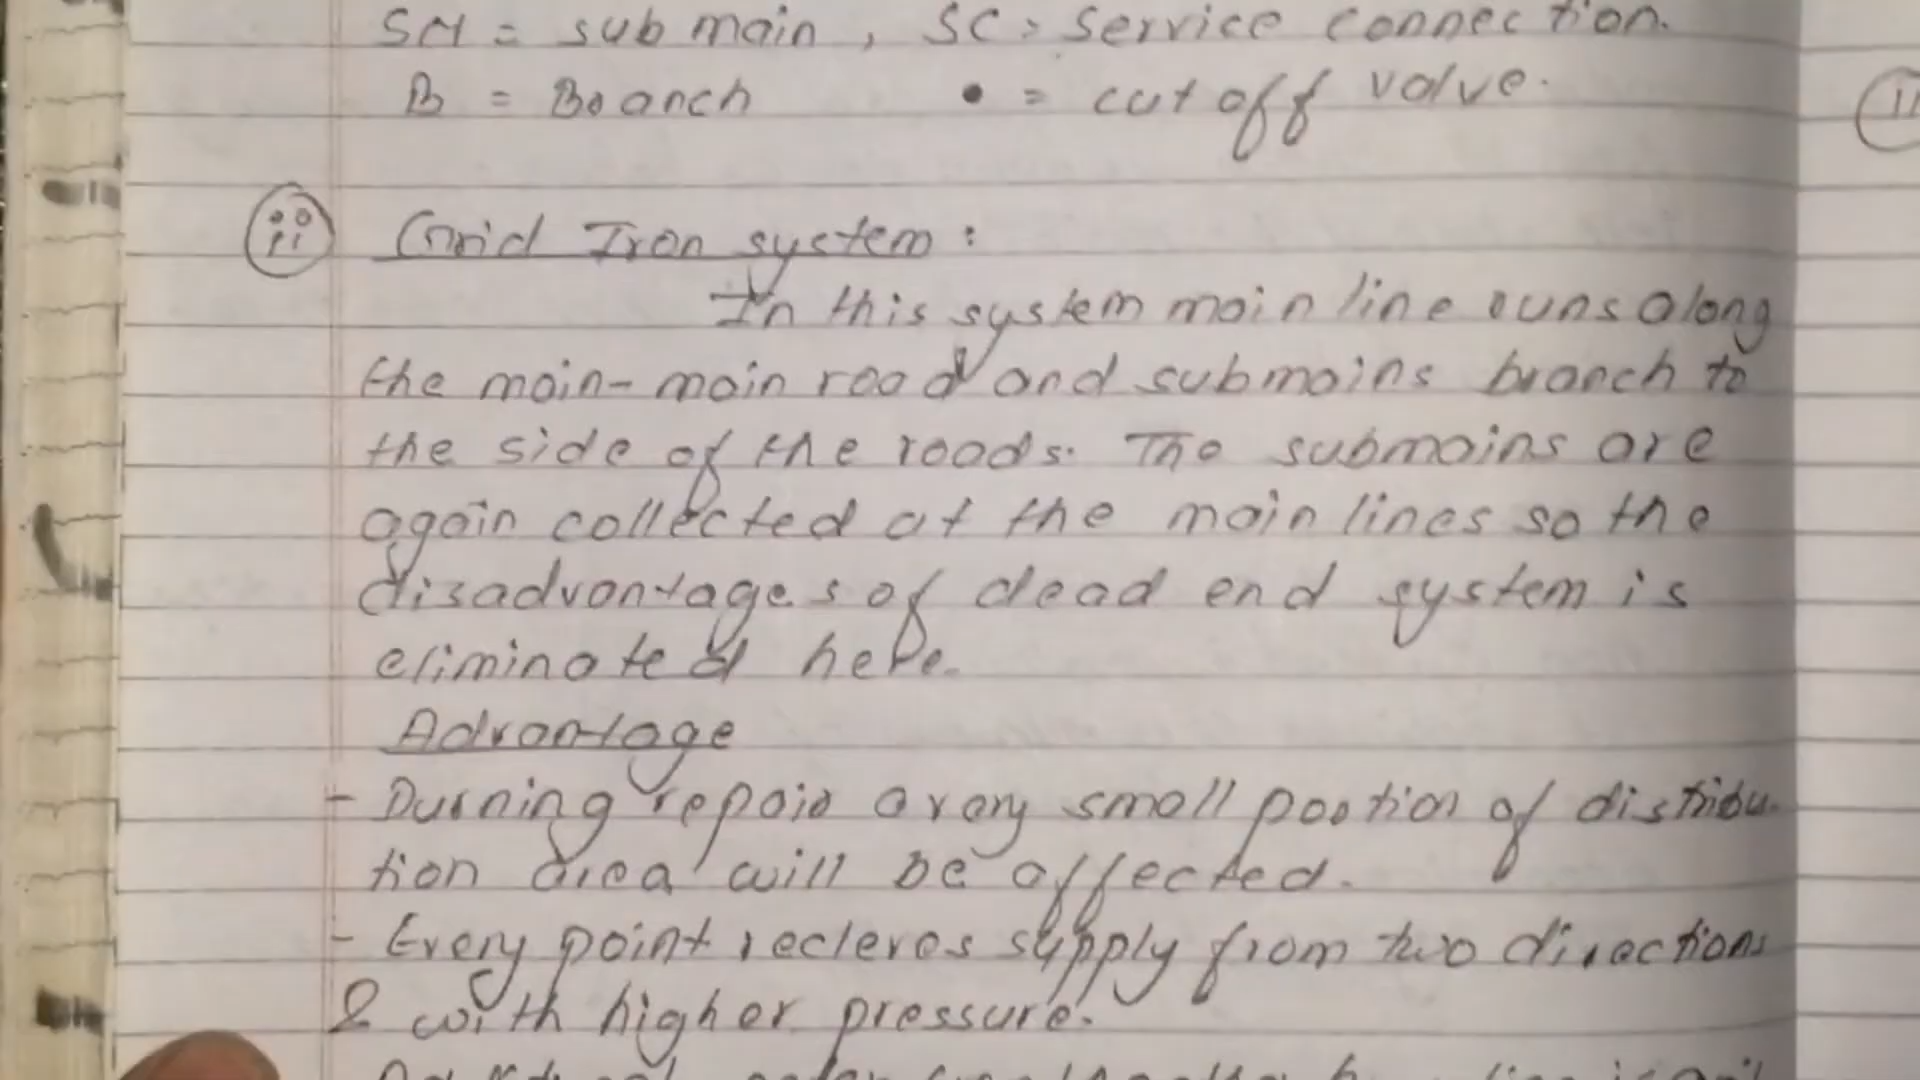 SM = sub main, SC = Service connection.
B = Branch • = cut off valve.
ii Grid Iron system:
In this system main line runs along
the main-main road and submains branch to
the side of the roads. The submains are
again collected at the main lines so the
disadvantages of dead end system is
eliminated here.
Advantage
- Durning repair a very small portion of distribu-
tion area will be affected.
- Every point recieves supply from two directions
& with higher pressure.